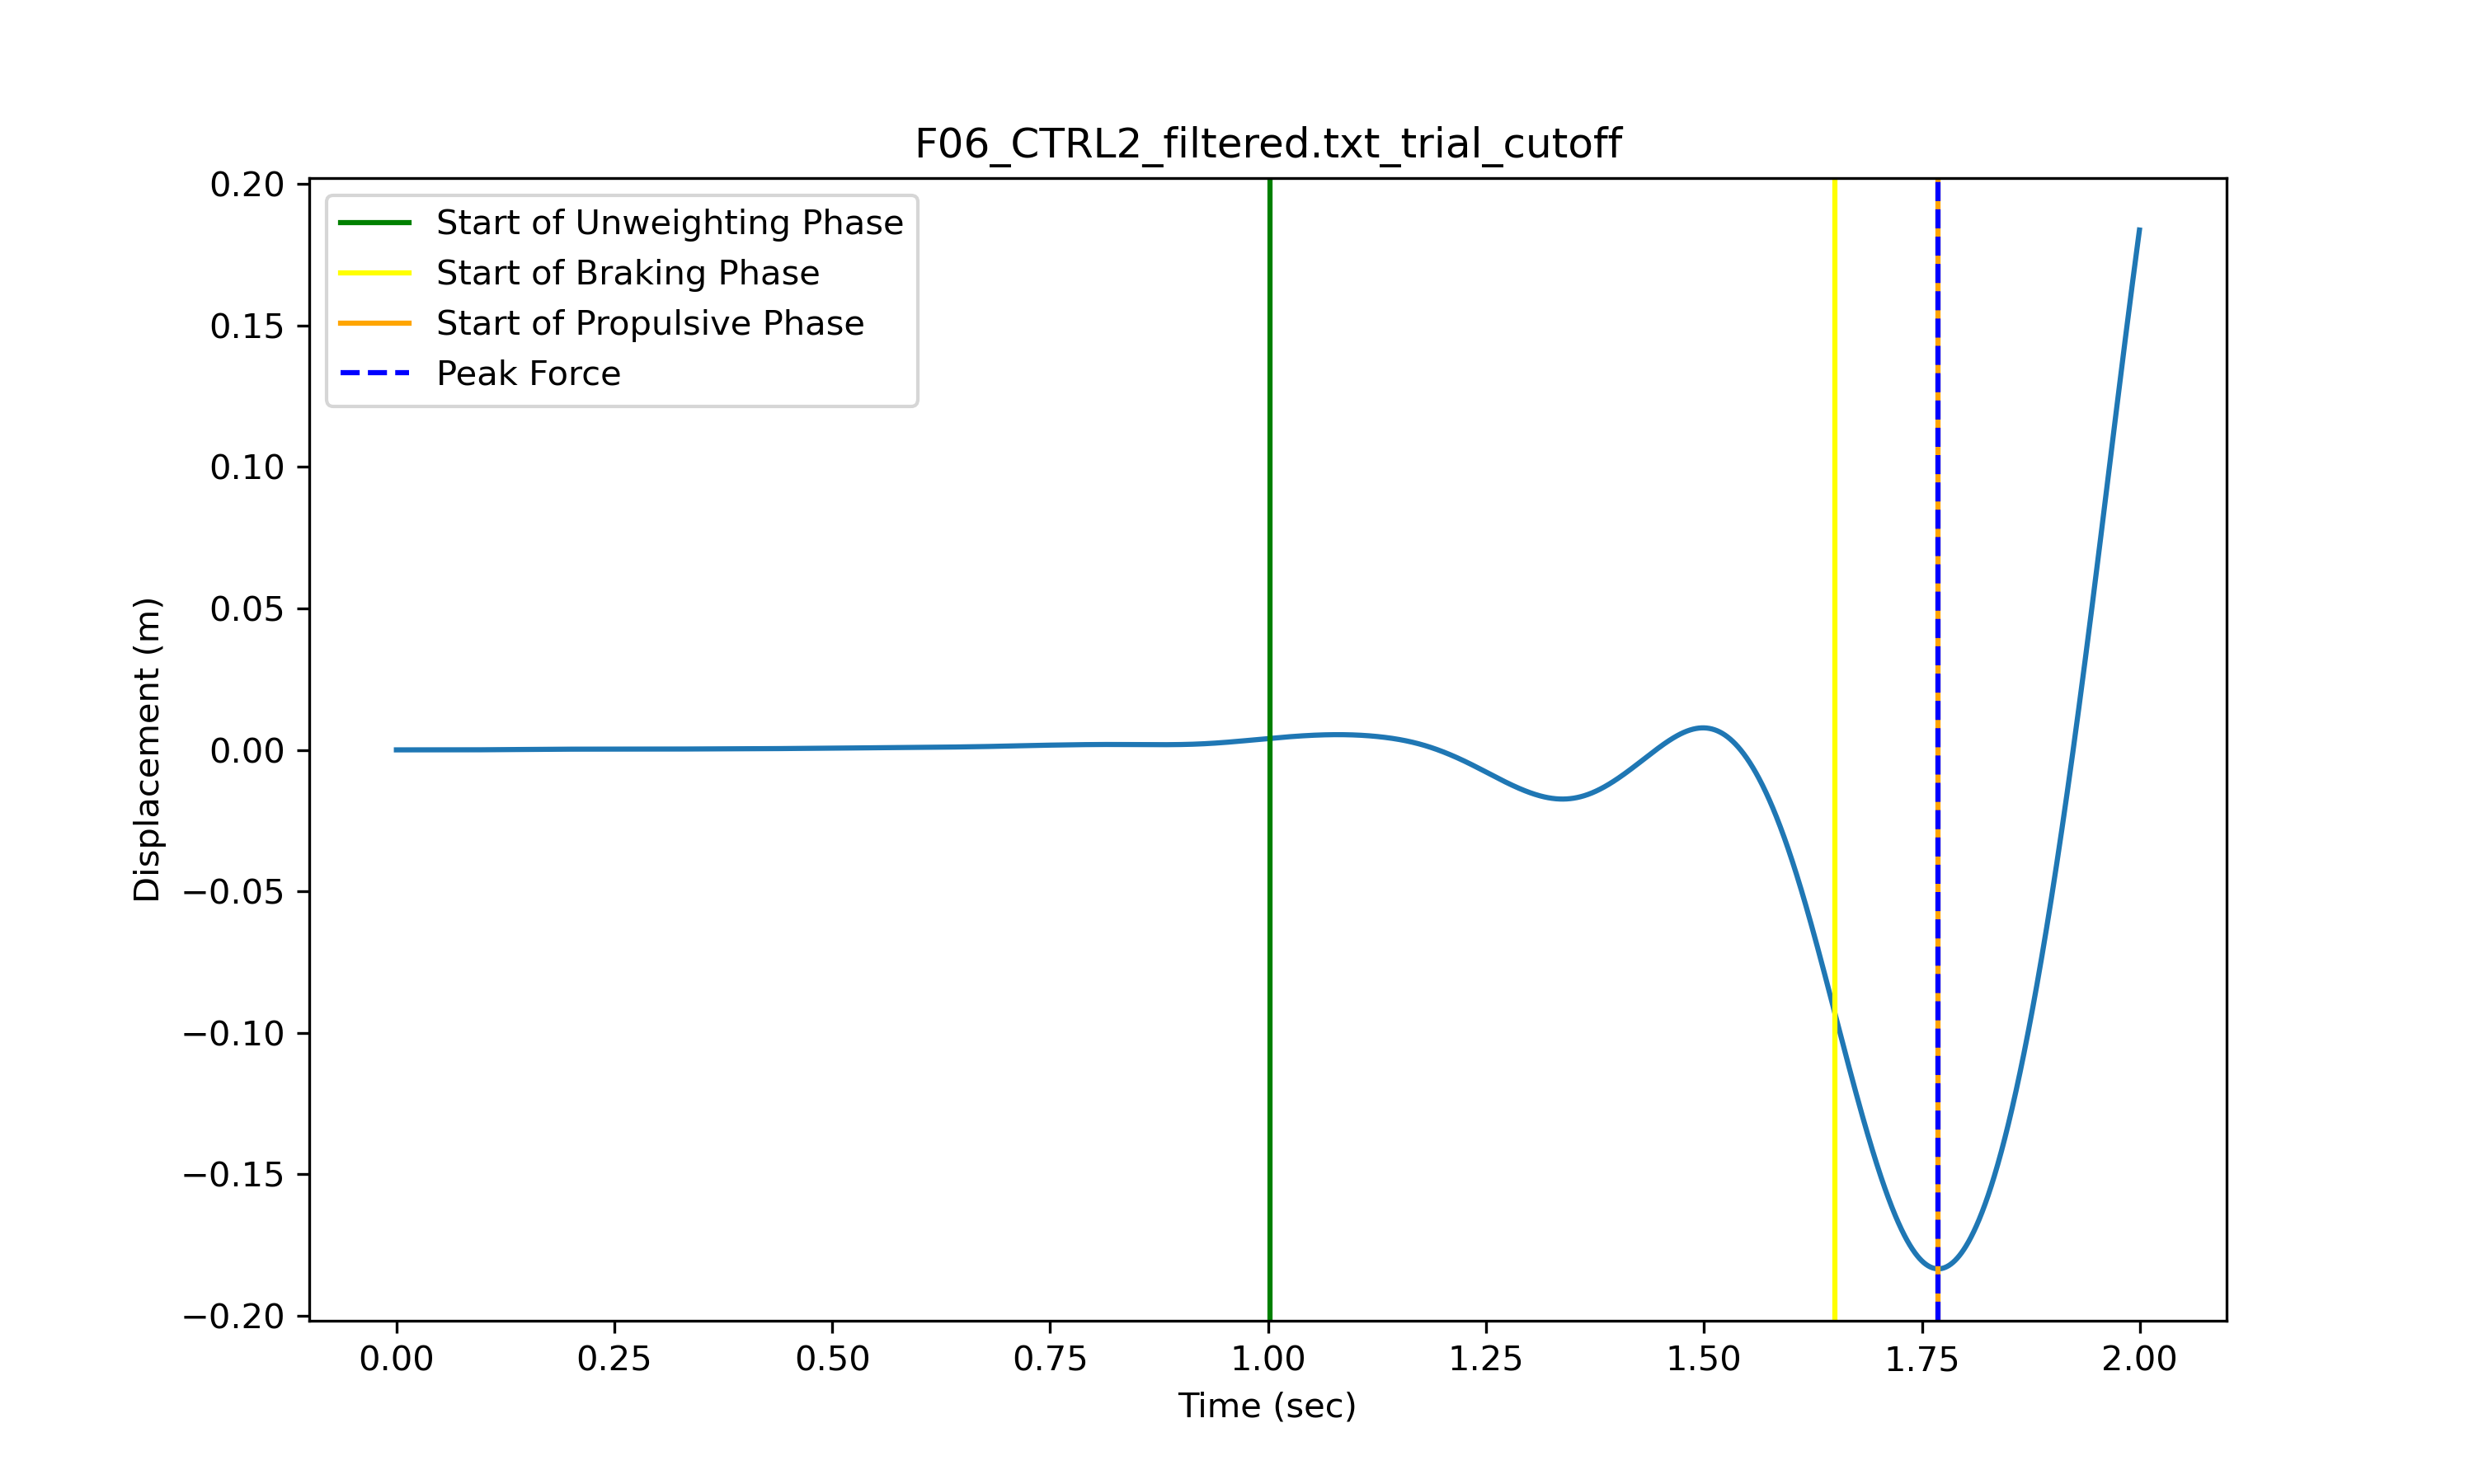 F06_CTRL2_filtered.txt_trial_cutoff
Start of Unweighting Phase
Start of Braking Phase
Start of Propulsive Phase
Peak Force
Displacement (m)
0.20
0.15
0.10
0.05
0.00
−0.05
−0.10
−0.15
−0.20
0.00 0.25 0.50 0.75 1.00 1.25 1.50 1.75 2.00
Time (sec)